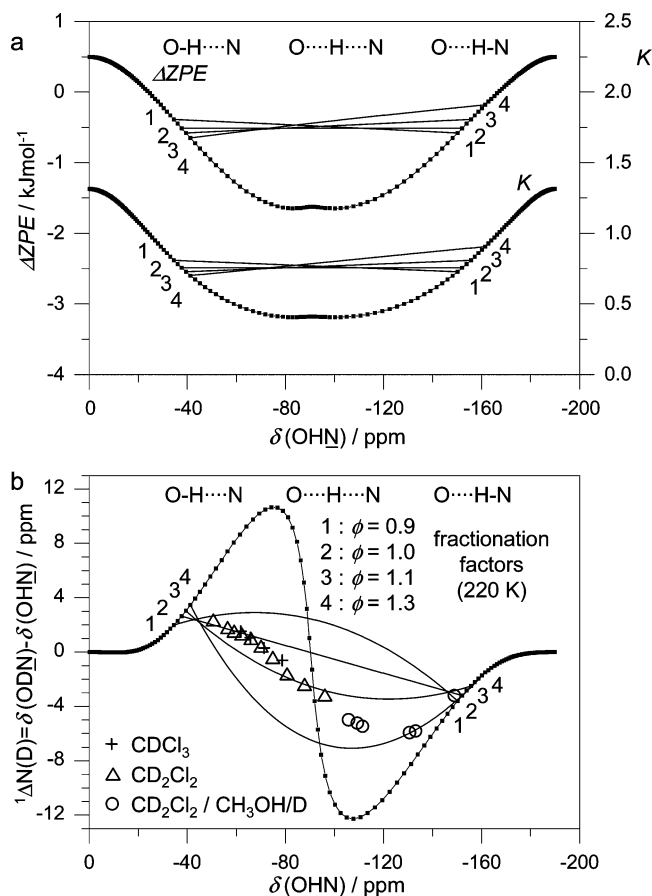 a
O-H····N O···H···N O····H-N
ΔZPE
K
1
2
3
4
4
3
2
1
K
1
2
3
4
4
3
2
1
ΔZPE / kJmol⁻¹
1
0
-1
-2
-3
-4
2.5
2.0
1.5
1.0
0.5
0.0
K
0 -40 -80 -120 -160 -200
δ(OHN) / ppm
b
O-H····N O···H···N O····H-N
1 : ϕ = 0.9
2 : ϕ = 1.0
3 : ϕ = 1.1
4 : ϕ = 1.3
fractionation
factors
(220 K)
1 2 3 4
4
3
2
1
+ CDCl₃
△ CD₂Cl₂
○ CD₂Cl₂ / CH₃OH/D
¹ΔN(D)=δ(ODN)-δ(OHN) / ppm
12
8
4
0
-4
-8
-12
0 -40 -80 -120 -160 -200
δ(OHN) / ppm